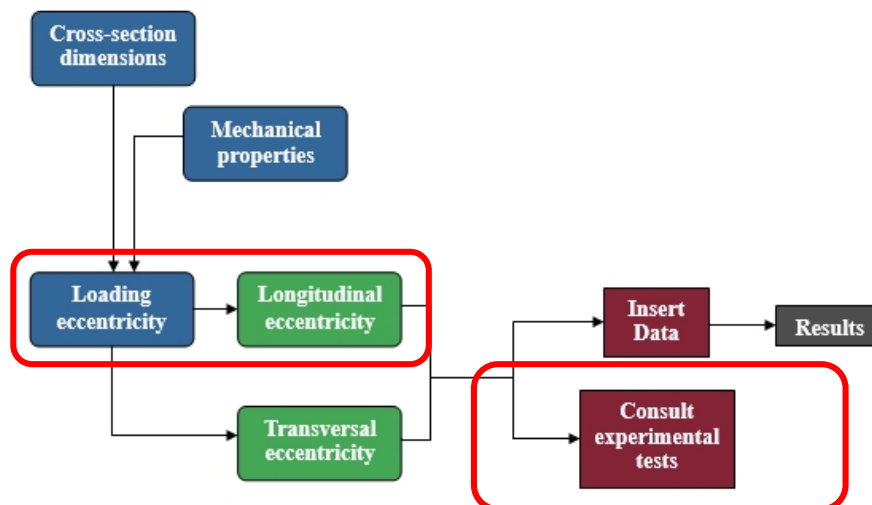 Cross-section
dimensions
Mechanical
properties
Loading
eccentricity
Longitudinal
eccentricity
Insert
Data
Results
Transversal
eccentricity
Consult
experimental
tests